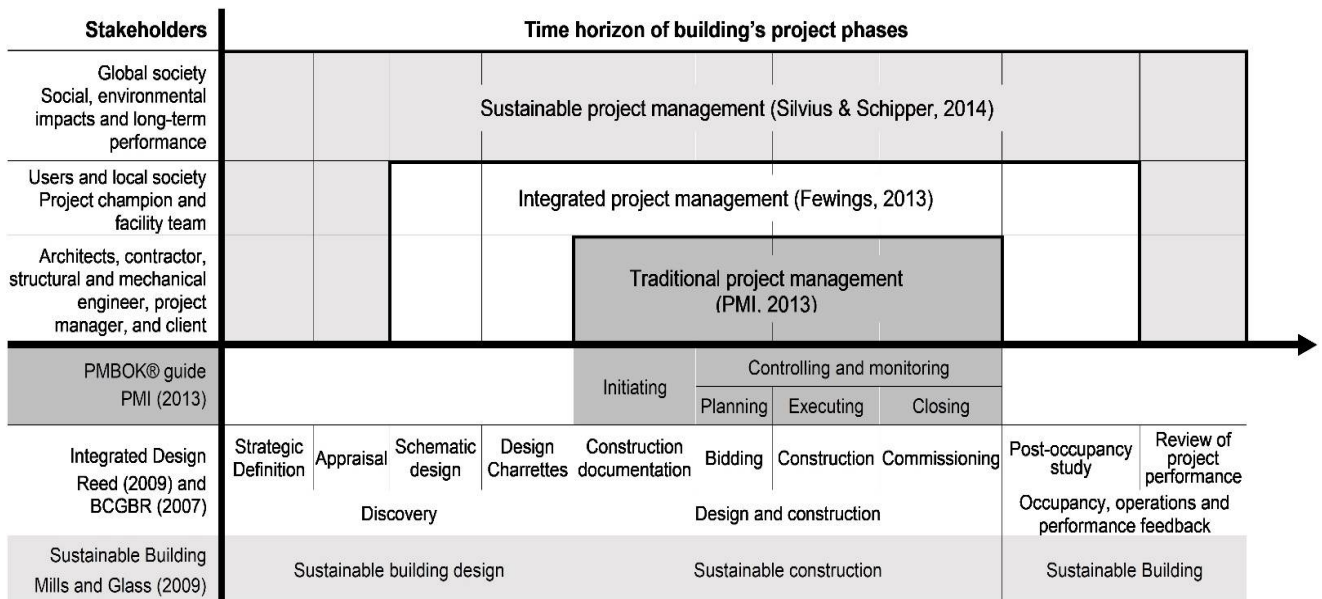 Stakeholders
Time horizon of building's project phases
Global society
Social, environmental
impacts and long-term
performance
Sustainable project management (Silvius & Schipper, 2014)
Users and local society
Project champion and
facility team
Integrated project management (Fewings, 2013)
Architects, contractor,
structural and mechanical
engineer, project
manager, and client
Traditional project management
(PMI. 2013)
PMBOK® guide
PMI (2013)
Initiating
Controlling and monitoring
Planning
Executing
Closing
Integrated Design
Reed (2009) and
BCGBR (2007)
Strategic
Definition
Appraisal
Schematic
design
Design
Charrettes
Construction
documentation
Bidding
Construction
Commissioning
Post-occupancy
study
Review of
project
performance
Discovery
Design and construction
Occupancy, operations and
performance feedback
Sustainable Building
Mills and Glass (2009)
Sustainable building design
Sustainable construction
Sustainable Building